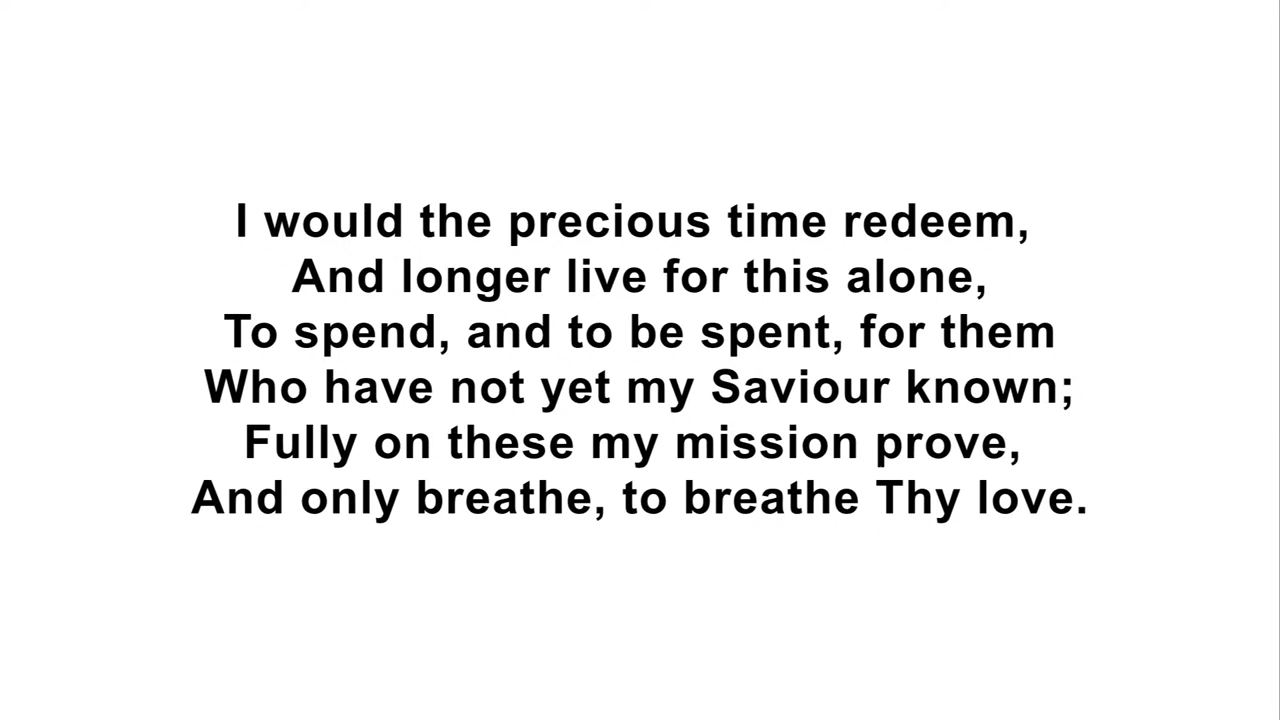 I would the precious time redeem,
And longer live for this alone,
To spend, and to be spent, for them
Who have not yet my Saviour known;
Fully on these my mission prove,
And only breathe, to breathe Thy love.